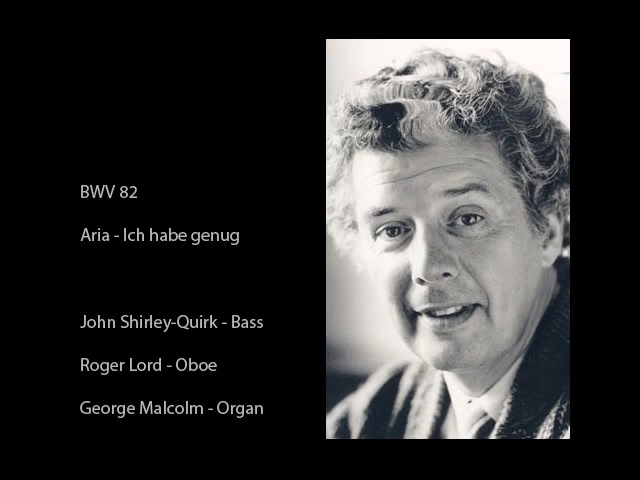 BWV 82
Aria - Ich habe genug
John Shirley-Quirk - Bass
Roger Lord - Oboe
George Malcolm - Organ